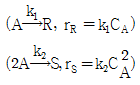 (A —k₁→ R, r_R = k₁C_A)
(2A —k₂→ S, r_S = k₂C_A²)